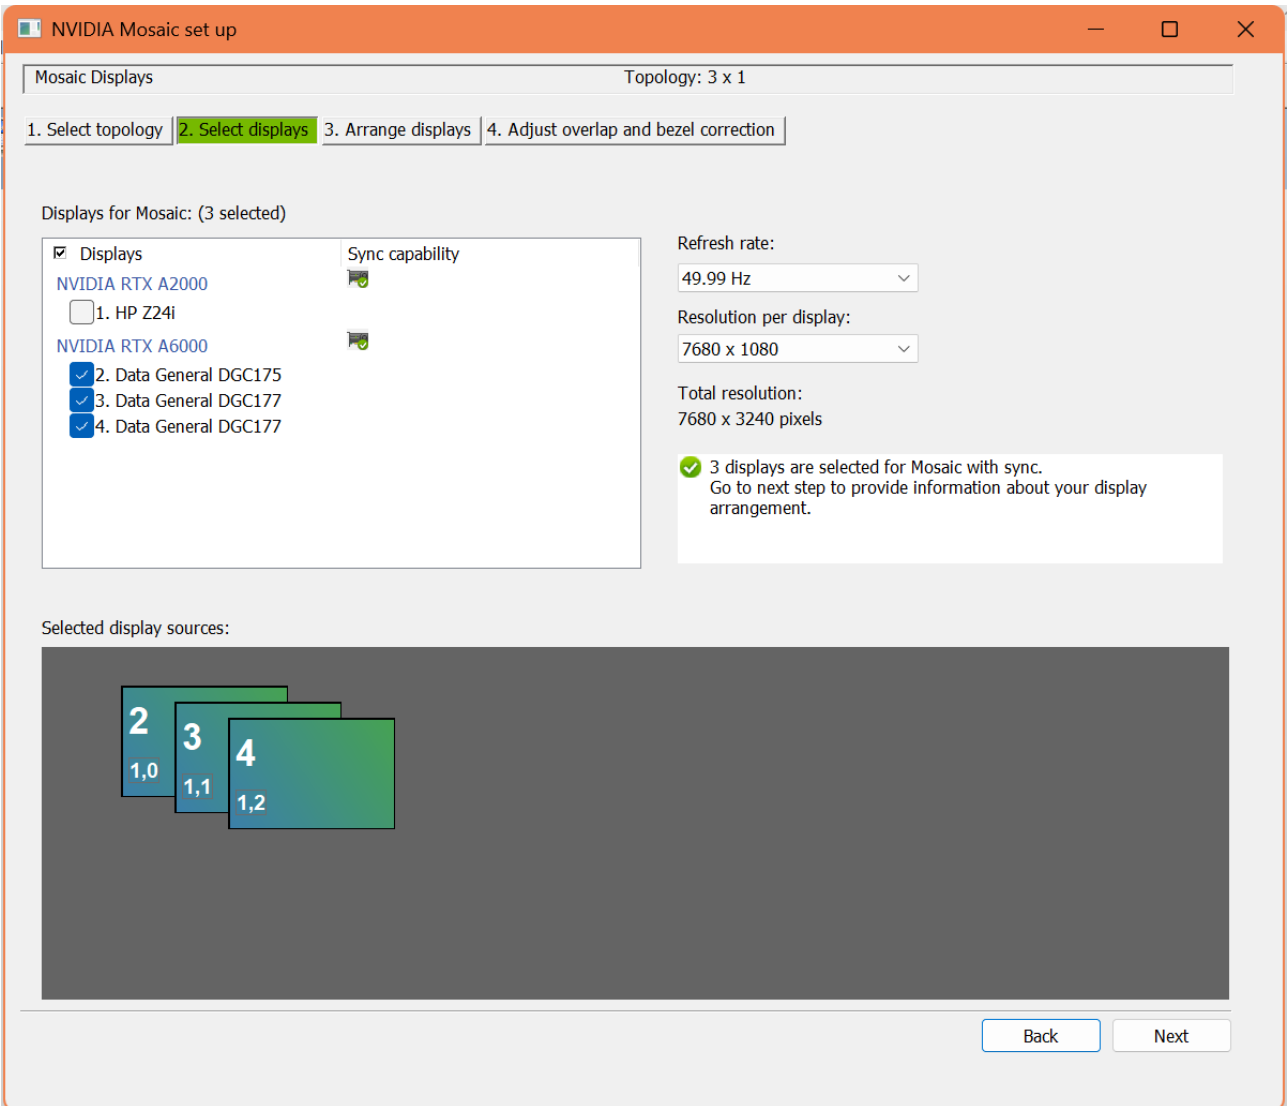 NVIDIA Mosaic set up
Mosaic Displays
Topology: 3 x 1
1. Select topology
2. Select displays
3. Arrange displays
4. Adjust overlap and bezel correction
Displays for Mosaic: (3 selected)
Displays
Sync capability
NVIDIA RTX A2000
1. HP Z24i
NVIDIA RTX A6000
2. Data General DGC175
3. Data General DGC177
4. Data General DGC177
Refresh rate:
49.99 Hz
Resolution per display:
7680 x 1080
Total resolution:
7680 x 3240 pixels
3 displays are selected for Mosaic with sync.
Go to next step to provide information about your display
arrangement.
Selected display sources:
2
1,0
3
1,1
4
1,2
Back
Next